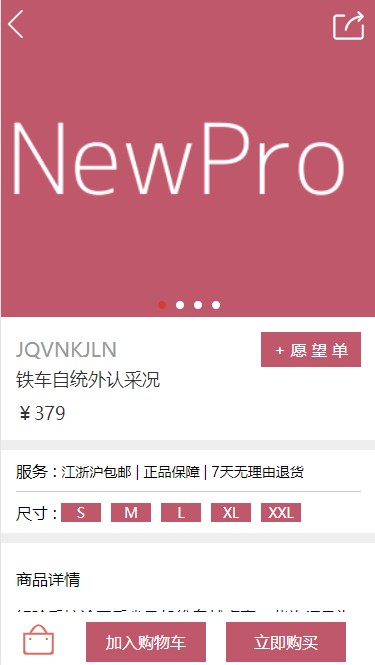 NewPro
JQVNKJLN
+ 愿 望 单
铁车自统外认采况
￥379
服务 : 江浙沪包邮 | 正品保障 | 7天无理由退货
尺寸 : S M L XL XXL
商品详情
加入购物车
立即购买